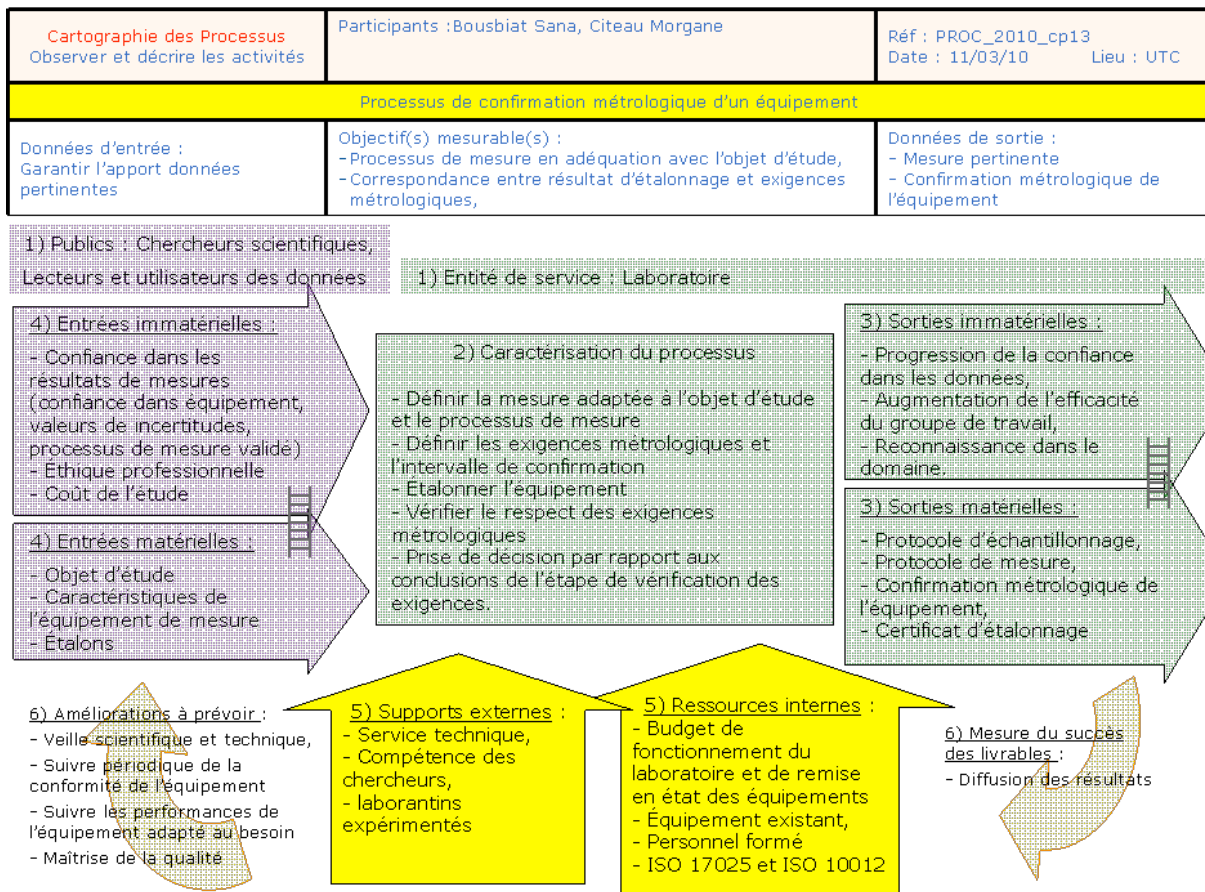 Cartographie des Processus
Observer et décrire les activités
Participants :Bousbiat Sana, Citeau Morgane
Réf : PROC_2010_cp13
Date : 11/03/10 Lieu : UTC
Processus de confirmation métrologique d'un équipement
Données d'entrée :
Garantir l'apport données
pertinentes
Objectif(s) mesurable(s) :
-Processus de mesure en adéquation avec l'objet d'étude,
-Correspondance entre résultat d'étalonnage et exigences
métrologiques,
Données de sortie :
- Mesure pertinente
- Confirmation métrologique de
l'équipement
1) Publics : Chercheurs scientifiques,
Lecteurs et utilisateurs des données
1) Entité de service : Laboratoire
4) Entrées immatérielles :
- Confiance dans les
résultats de mesures
(confiance dans équipement,
valeurs de incertitudes,
processus de mesure validé)
- Éthique professionnelle
- Coût de l'étude
4) Entrées matérielles :
- Objet d'étude
- Caractéristiques de
l'équipement de mesure
- Étalons
2) Caractérisation du processus
- Définir la mesure adaptée à l'objet d'étude
et le processus de mesure
- Définir les exigences métrologiques et
l'intervalle de confirmation
- Étalonner l'équipement
- Vérifier le respect des exigences
métrologiques
- Prise de décision par rapport aux
conclusions de l'étape de vérification des
exigences.
3) Sorties immatérielles :
- Progression de la confiance
dans les données,
- Augmentation de l'efficacité
du groupe de travail,
- Reconnaissance dans le
domaine.
3) Sorties matérielles :
- Protocole d'échantillonnage,
- Protocole de mesure,
- Confirmation métrologique de
l'équipement,
- Certificat d'étalonnage
6) Améliorations à prévoir :
- Veille scientifique et technique,
- Suivre périodique de la
conformité de l'équipement
- Suivre les performances de
l'équipement adapté au besoin
- Maîtrise de la qualité
5) Supports externes :
- Service technique,
- Compétence des
chercheurs,
- laborantins
expérimentés
5) Ressources internes :
- Budget de
fonctionnement du
laboratoire et de remise
en état des équipements
- Équipement existant,
- Personnel formé
- ISO 17025 et ISO 10012
6) Mesure du succès
des livrables :
- Diffusion des résultats